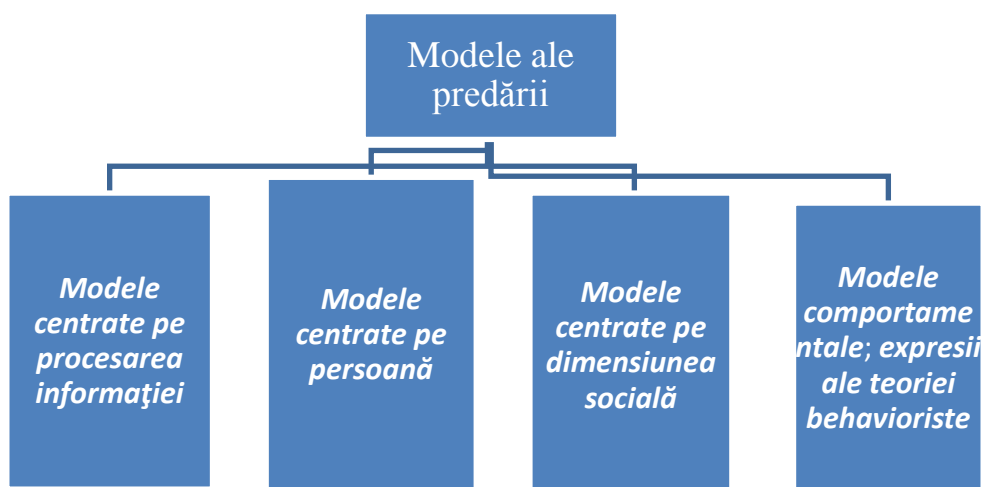 Modele ale
predării
Modele
centrate pe
procesarea
informaţiei
Modele
centrate pe
persoană
Modele
centrate pe
dimensiunea
socială
Modele
comportame
ntale; expresii
ale teoriei
behavioriste